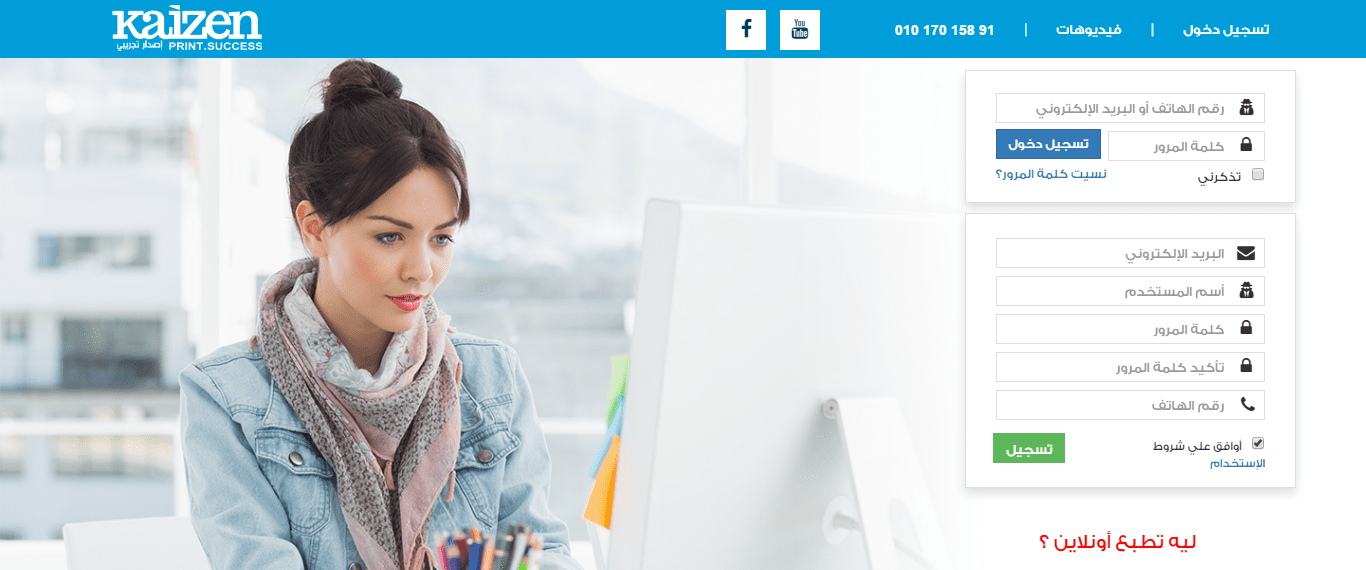 Kaizen
إصدار تجريبي PRINT.SUCCESS
You Tube
تسجيل دخول | فيديوهات | 010 170 158 91
رقم الهاتف أو البريد الإلكتروني
كلمة المرور
تسجيل دخول
تذكرني
نسيت كلمة المرور؟
البريد الإلكتروني
أسم المستخدم
كلمة المرور
تأكيد كلمة المرور
رقم الهاتف
أوافق علي شروط
الإستخدام
تسجيل
ليه تطبع أونلاين ؟